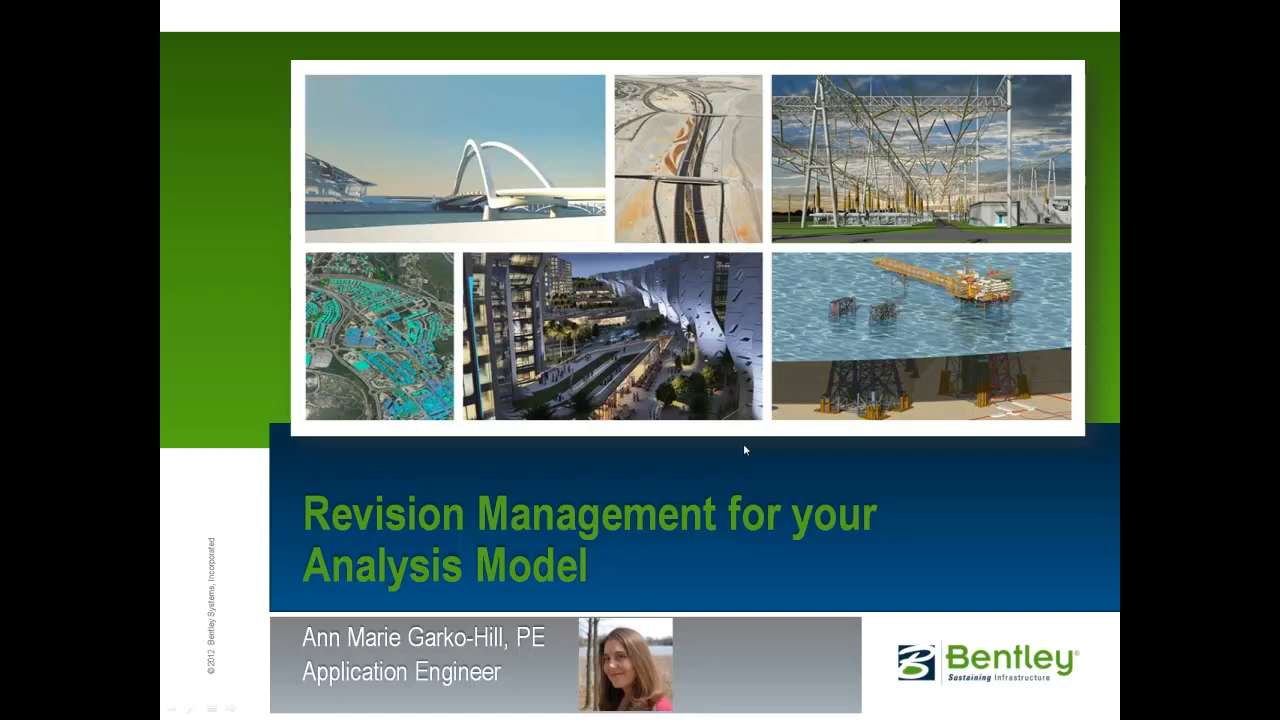 Revision Management for your
Analysis Model
Ann Marie Garko-Hill, PE
Application Engineer
© 2012 Bentley Systems, Incorporated
Bentley®
Sustaining Infrastructure